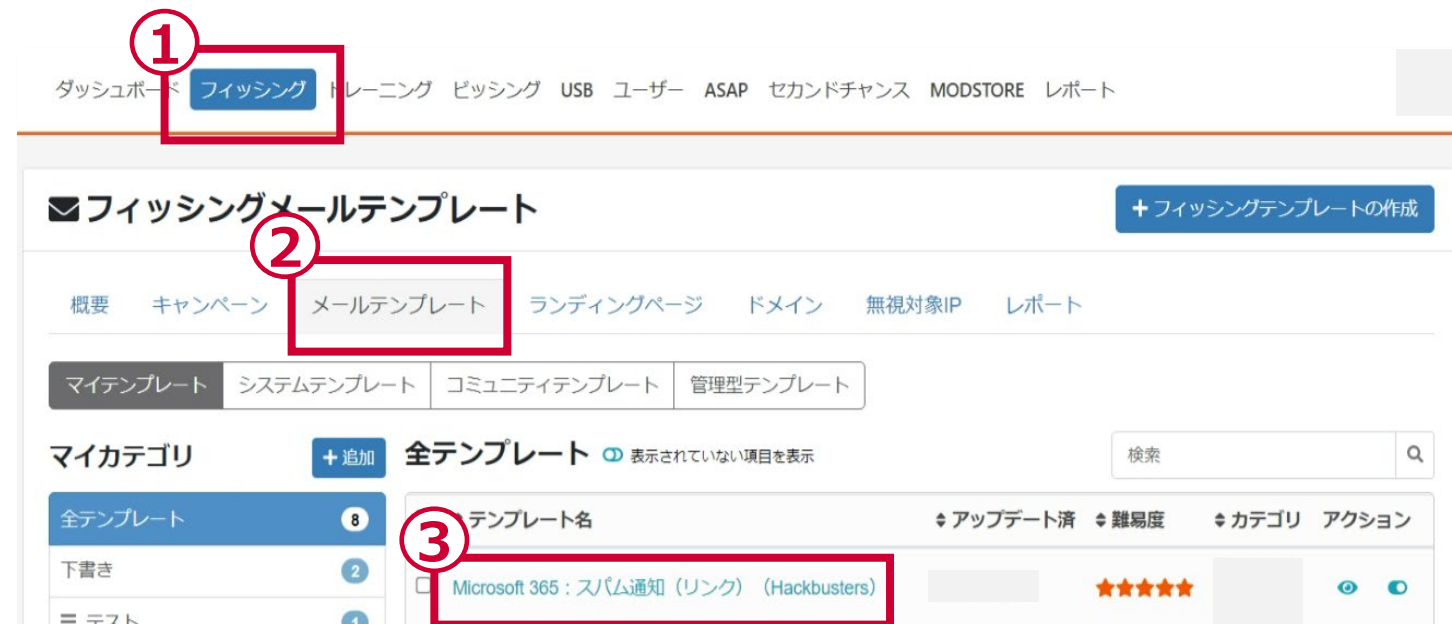 ①
ダッシュボード フィッシング トレーニング ビッシング USB ユーザー ASAP セカンドチャンス MODSTORE レポート
フィッシングメールテンプレート
+ フィッシングテンプレートの作成
②
概要 キャンペーン メールテンプレート ランディングページ ドメイン 無視対象IP レポート
マイテンプレート システムテンプレート コミュニティテンプレート 管理型テンプレート
マイカテゴリ + 追加 全テンプレート 表示されていない項目を表示 検索
全テンプレート 8
テンプレート名 アップデート済 難易度 カテゴリ アクション
③
下書き 2
Microsoft 365:スパム通知(リンク) (Hackbusters)
テスト 1